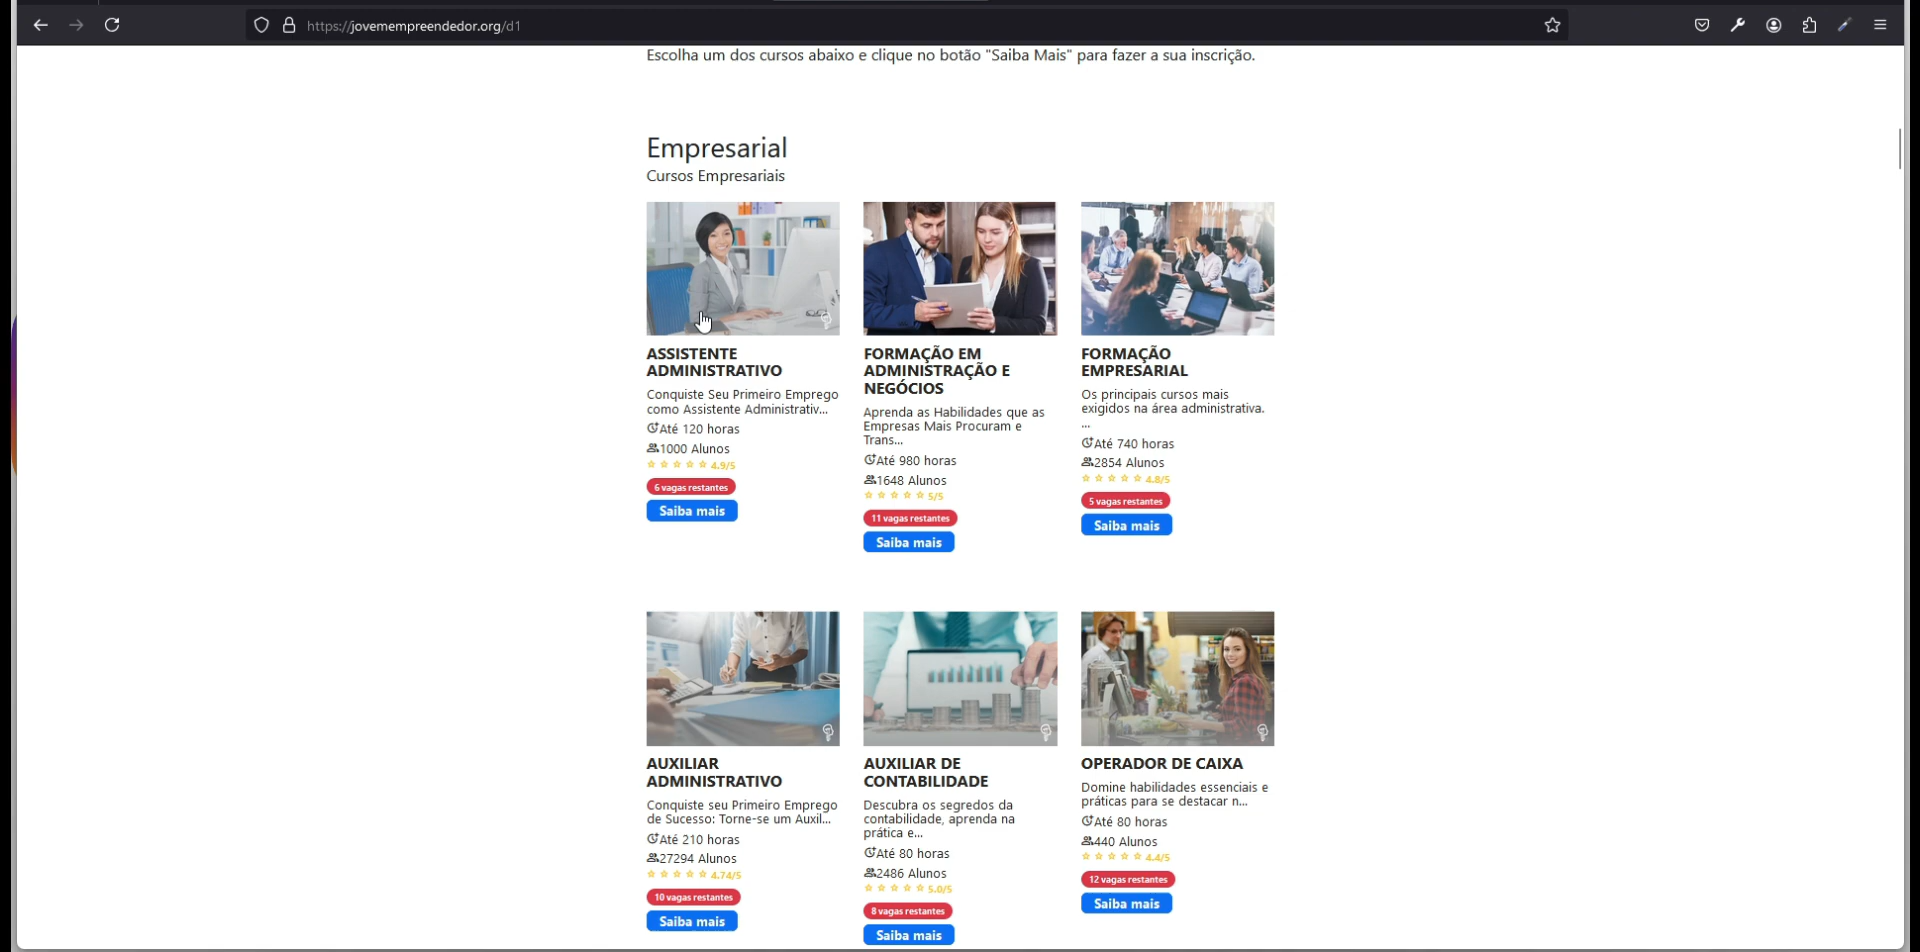 https://jovemempreendedor.org/d1
Escolha um dos cursos abaixo e clique no botão "Saiba Mais" para fazer a sua inscrição.
Empresarial
Cursos Empresariais
ASSISTENTE
ADMINISTRATIVO
Conquiste Seu Primeiro Emprego
como Assistente Administrativ...
Até 120 horas
1000 Alunos
4.9/5
6 vagas restantes
Saiba mais
FORMAÇÃO EM
ADMINISTRAÇÃO E
NEGÓCIOS
Aprenda as Habilidades que as
Empresas Mais Procuram e
Trans...
Até 980 horas
1648 Alunos
5/5
11 vagas restantes
Saiba mais
FORMAÇÃO
EMPRESARIAL
Os principais cursos mais
exigidos na área administrativa.
...
Até 740 horas
2854 Alunos
4.8/5
5 vagas restantes
Saiba mais
AUXILIAR
ADMINISTRATIVO
Conquiste seu Primeiro Emprego
de Sucesso: Torne-se um Auxil...
Até 210 horas
27294 Alunos
4.74/5
10 vagas restantes
Saiba mais
AUXILIAR DE
CONTABILIDADE
Descubra os segredos da
contabilidade, aprenda na
prática e...
Até 80 horas
2486 Alunos
5.0/5
8 vagas restantes
Saiba mais
OPERADOR DE CAIXA
Domine habilidades essenciais e
práticas para se destacar n...
Até 80 horas
440 Alunos
4.4/5
12 vagas restantes
Saiba mais